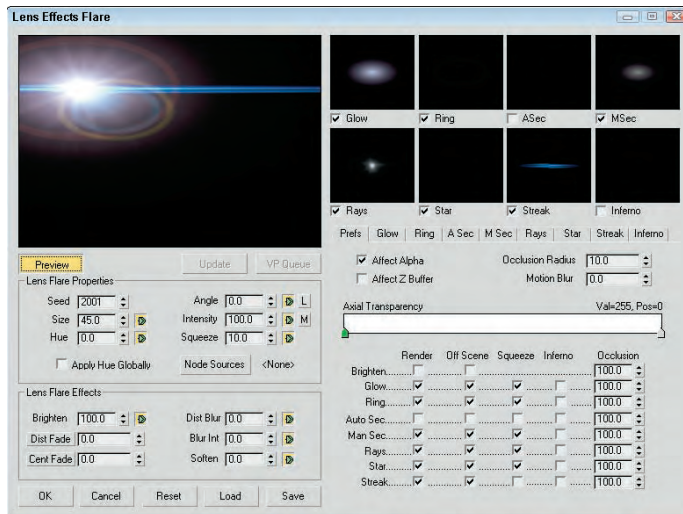 Lens Effects Flare
Glow Ring ASec MSec
Rays Star Streak Inferno
Prefs Glow Ring A Sec M Sec Rays Star Streak Inferno
Preview Update VP Queue
Lens Flare Properties
Seed 2001 Angle 0.0 L
Size 45.0 Intensity 100.0 M
Hue 0.0 Squeeze 10.0
Apply Hue Globally Node Sources <None>
Lens Flare Effects
Brighten 100.0 Dist Blur 0.0
Dist Fade 0.0 Blur Int 0.0
Cent Fade 0.0 Soften 0.0
OK Cancel Reset Load Save
Affect Alpha Occlusion Radius 10.0
Affect Z Buffer Motion Blur 0.0
Axial Transparency Val=255, Pos=0
Render Off Scene Squeeze Inferno Occlusion
Brighten 100.0
Glow 100.0
Ring 100.0
Auto Sec 100.0
Man Sec 100.0
Rays 100.0
Star 100.0
Streak 100.0